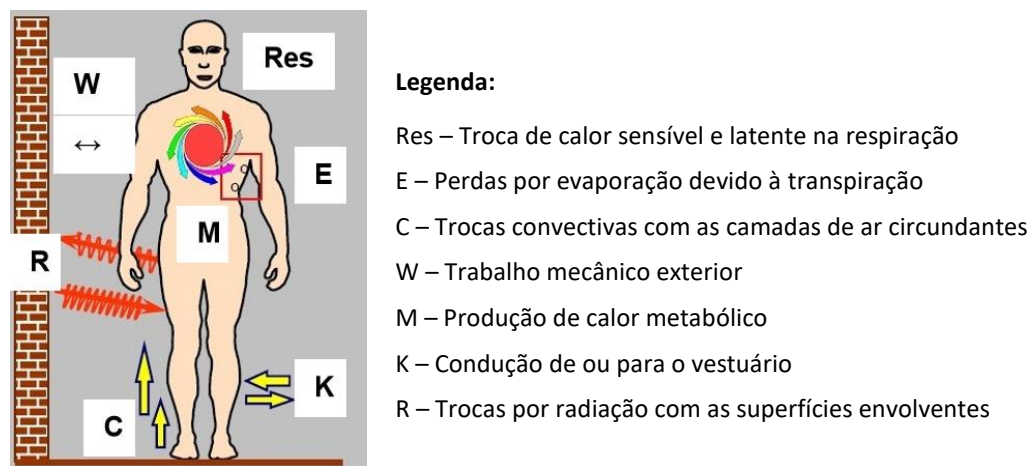 Res
W
↔
E
M
R
K
C
Legenda:
Res – Troca de calor sensível e latente na respiração
E – Perdas por evaporação devido à transpiração
C – Trocas convectivas com as camadas de ar circundantes
W – Trabalho mecânico exterior
M – Produção de calor metabólico
K – Condução de ou para o vestuário
R – Trocas por radiação com as superfícies envolventes